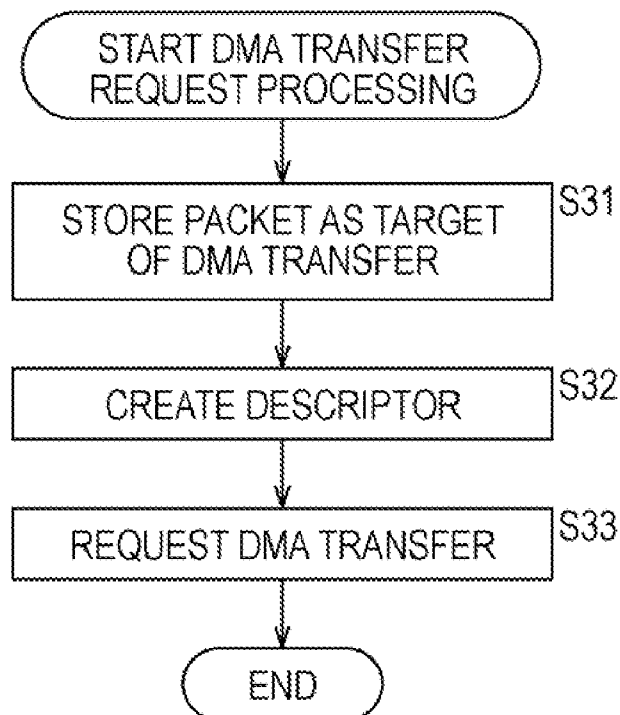 START DMA TRANSFER
REQUEST PROCESSING
STORE PACKET AS TARGET
OF DMA TRANSFER
S31
CREATE DESCRIPTOR
S32
REQUEST DMA TRANSFER
S33
END